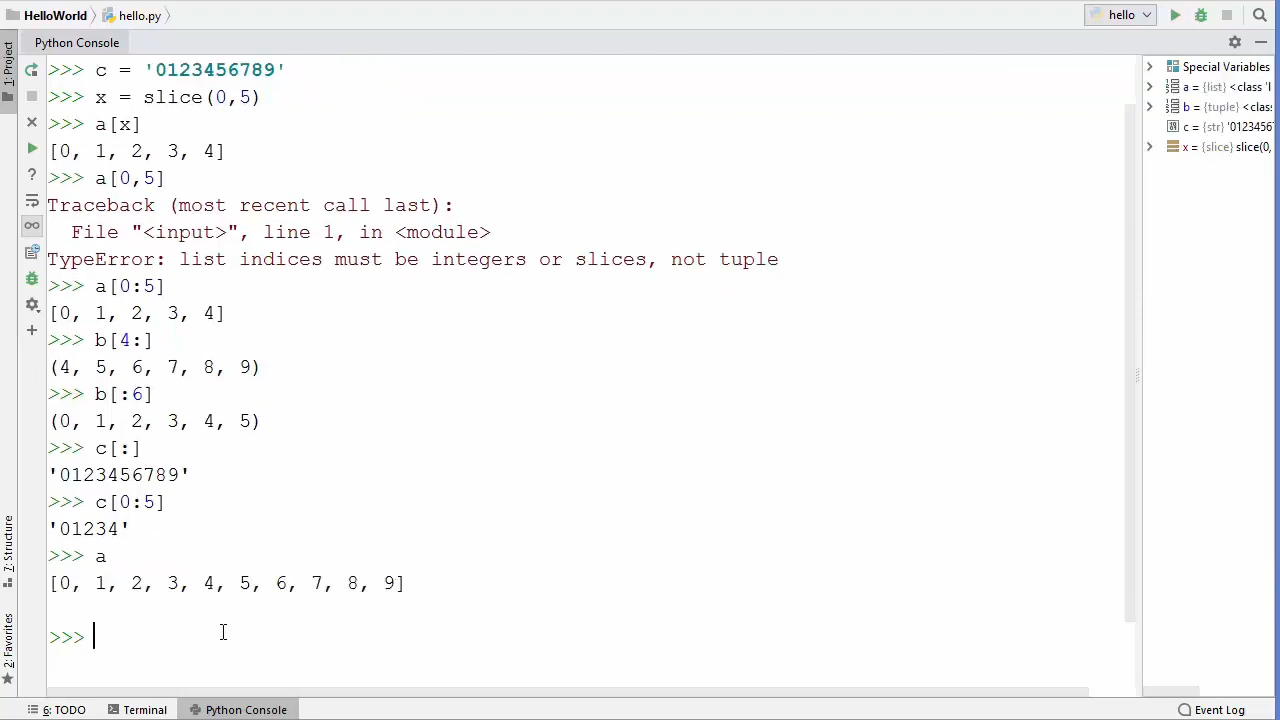 HelloWorld hello.py hello
Python Console
>>> c = '0123456789'
>>> x = slice(0,5)
>>> a[x]
[0, 1, 2, 3, 4]
>>> a[0,5]
Traceback (most recent call last):
  File "<input>", line 1, in <module>
TypeError: list indices must be integers or slices, not tuple
>>> a[0:5]
[0, 1, 2, 3, 4]
>>> b[4:]
(4, 5, 6, 7, 8, 9)
>>> b[:6]
(0, 1, 2, 3, 4, 5)
>>> c[:]
'0123456789'
>>> c[0:5]
'01234'
>>> a
[0, 1, 2, 3, 4, 5, 6, 7, 8, 9]
>>>
Special Variables
a = {list} <class 'l
b = {tuple} <clas
c = {str} '0123456
x = {slice} slice(0,
1: Project
7: Structure
2: Favorites
6: TODO Terminal Python Console Event Log